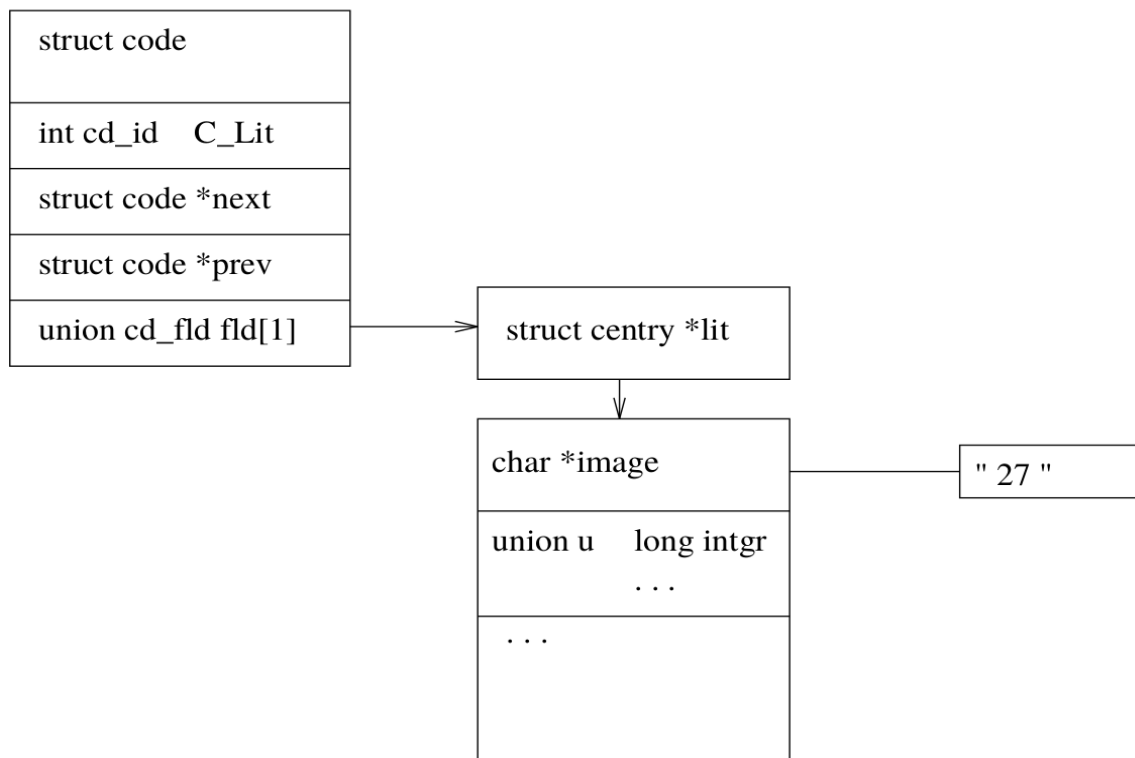 struct code
int cd_id C_Lit
struct code *next
struct code *prev
union cd_fld fld[1]
struct centry *lit
char *image
" 27 "
union u long intgr
. . .
. . .